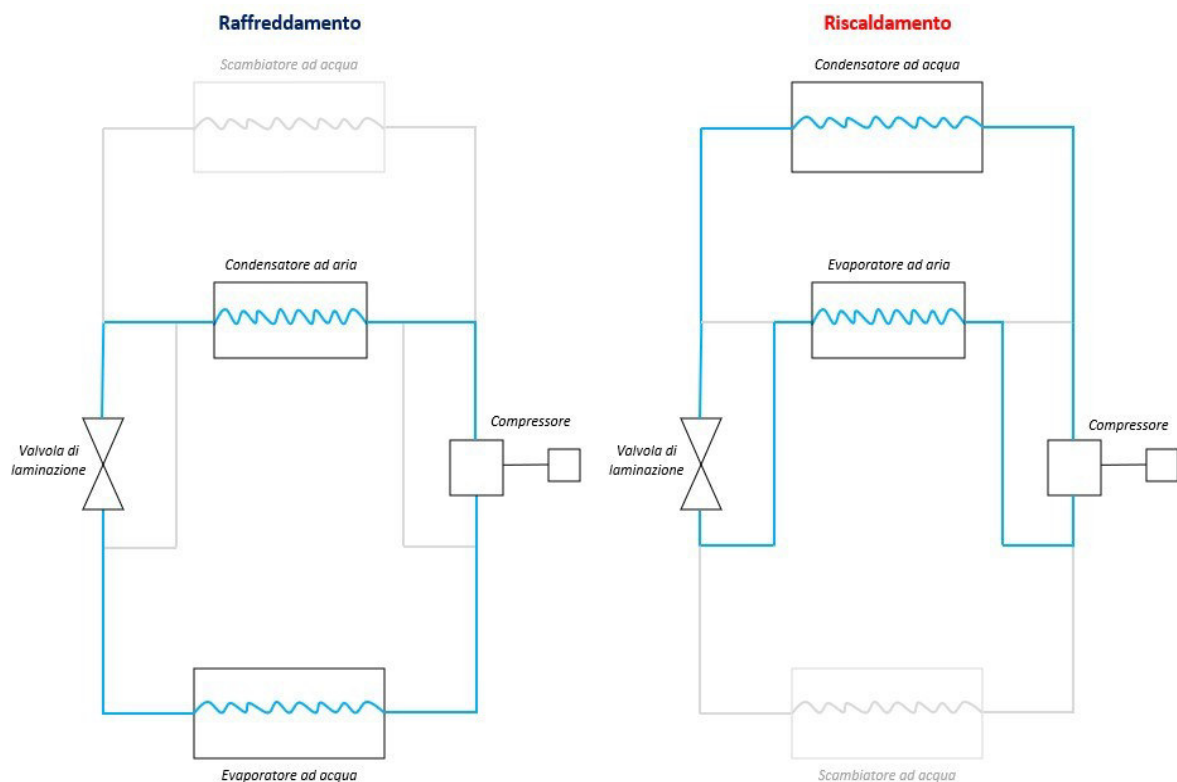 Raffreddamento
Scambiatore ad acqua
Condensatore ad aria
Compressore
Valvola di
laminazione
Evaporatore ad acqua
Riscaldamento
Condensatore ad acqua
Evaporatore ad aria
Compressore
Valvola di
laminazione
Scambiatore ad acqua